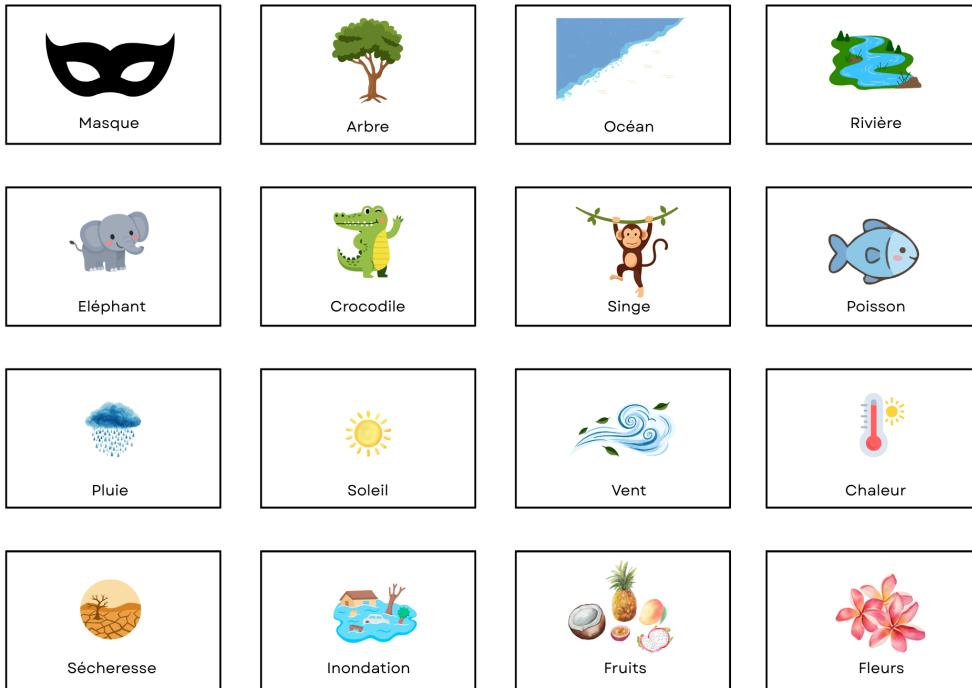 Masque
Arbre
Océan
Rivière
Eléphant
Crocodile
Singe
Poisson
Pluie
Soleil
Vent
Chaleur
Sécheresse
Inondation
Fruits
Fleurs